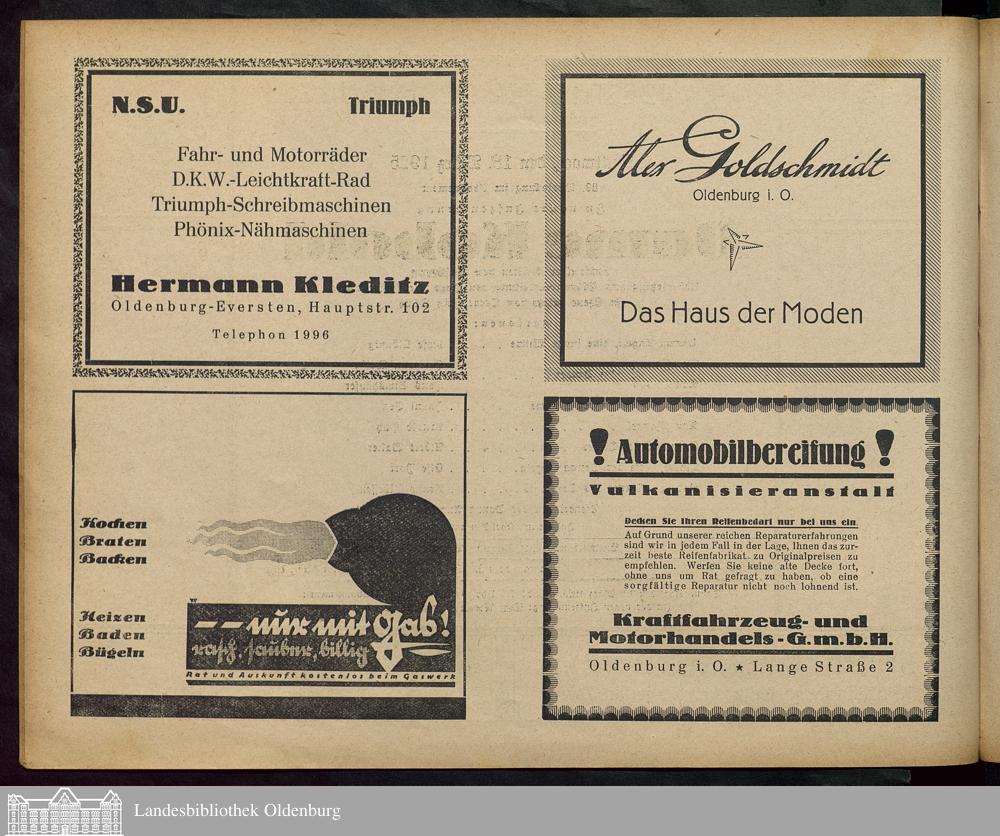 N.S.U. Triumph
Fahr- und Motorräder
D.K.W.-Leichtkraft-Rad
Triumph-Schreibmaschinen
Phönix-Nähmaschinen
Hermann Kleditz
Oldenburg-Eversten, Hauptstr. 102
Telephon 1996
Alex Goldschmidt
Oldenburg i. O.
Das Haus der Moden
Kochen
Braten
Backen
Heizen
Baden
Bügeln
-- nur mit Gas!
rasch, sauber, billig
Rat und Auskunft kostenlos beim Gaswerk
! Automobilbereifung !
Vulkanisieranstalt
Decken Sie Ihren Reifenbedarf nur bei uns ein.
Auf Grund unserer reichen Reparaturerfahrungen
sind wir in jedem Fall in der Lage, Ihnen das zur-
zeit beste Reifenfabrikat zu Originalpreisen zu
empfehlen. Werfen Sie keine alte Decke fort,
ohne uns um Rat gefragt zu haben, ob eine
sorgfältige Reparatur nicht noch lohnend ist.
Kraftfahrzeug- und
Motorhandels-G.m.b.H.
Oldenburg i. O. ★ Lange Straße 2
Landesbibliothek Oldenburg